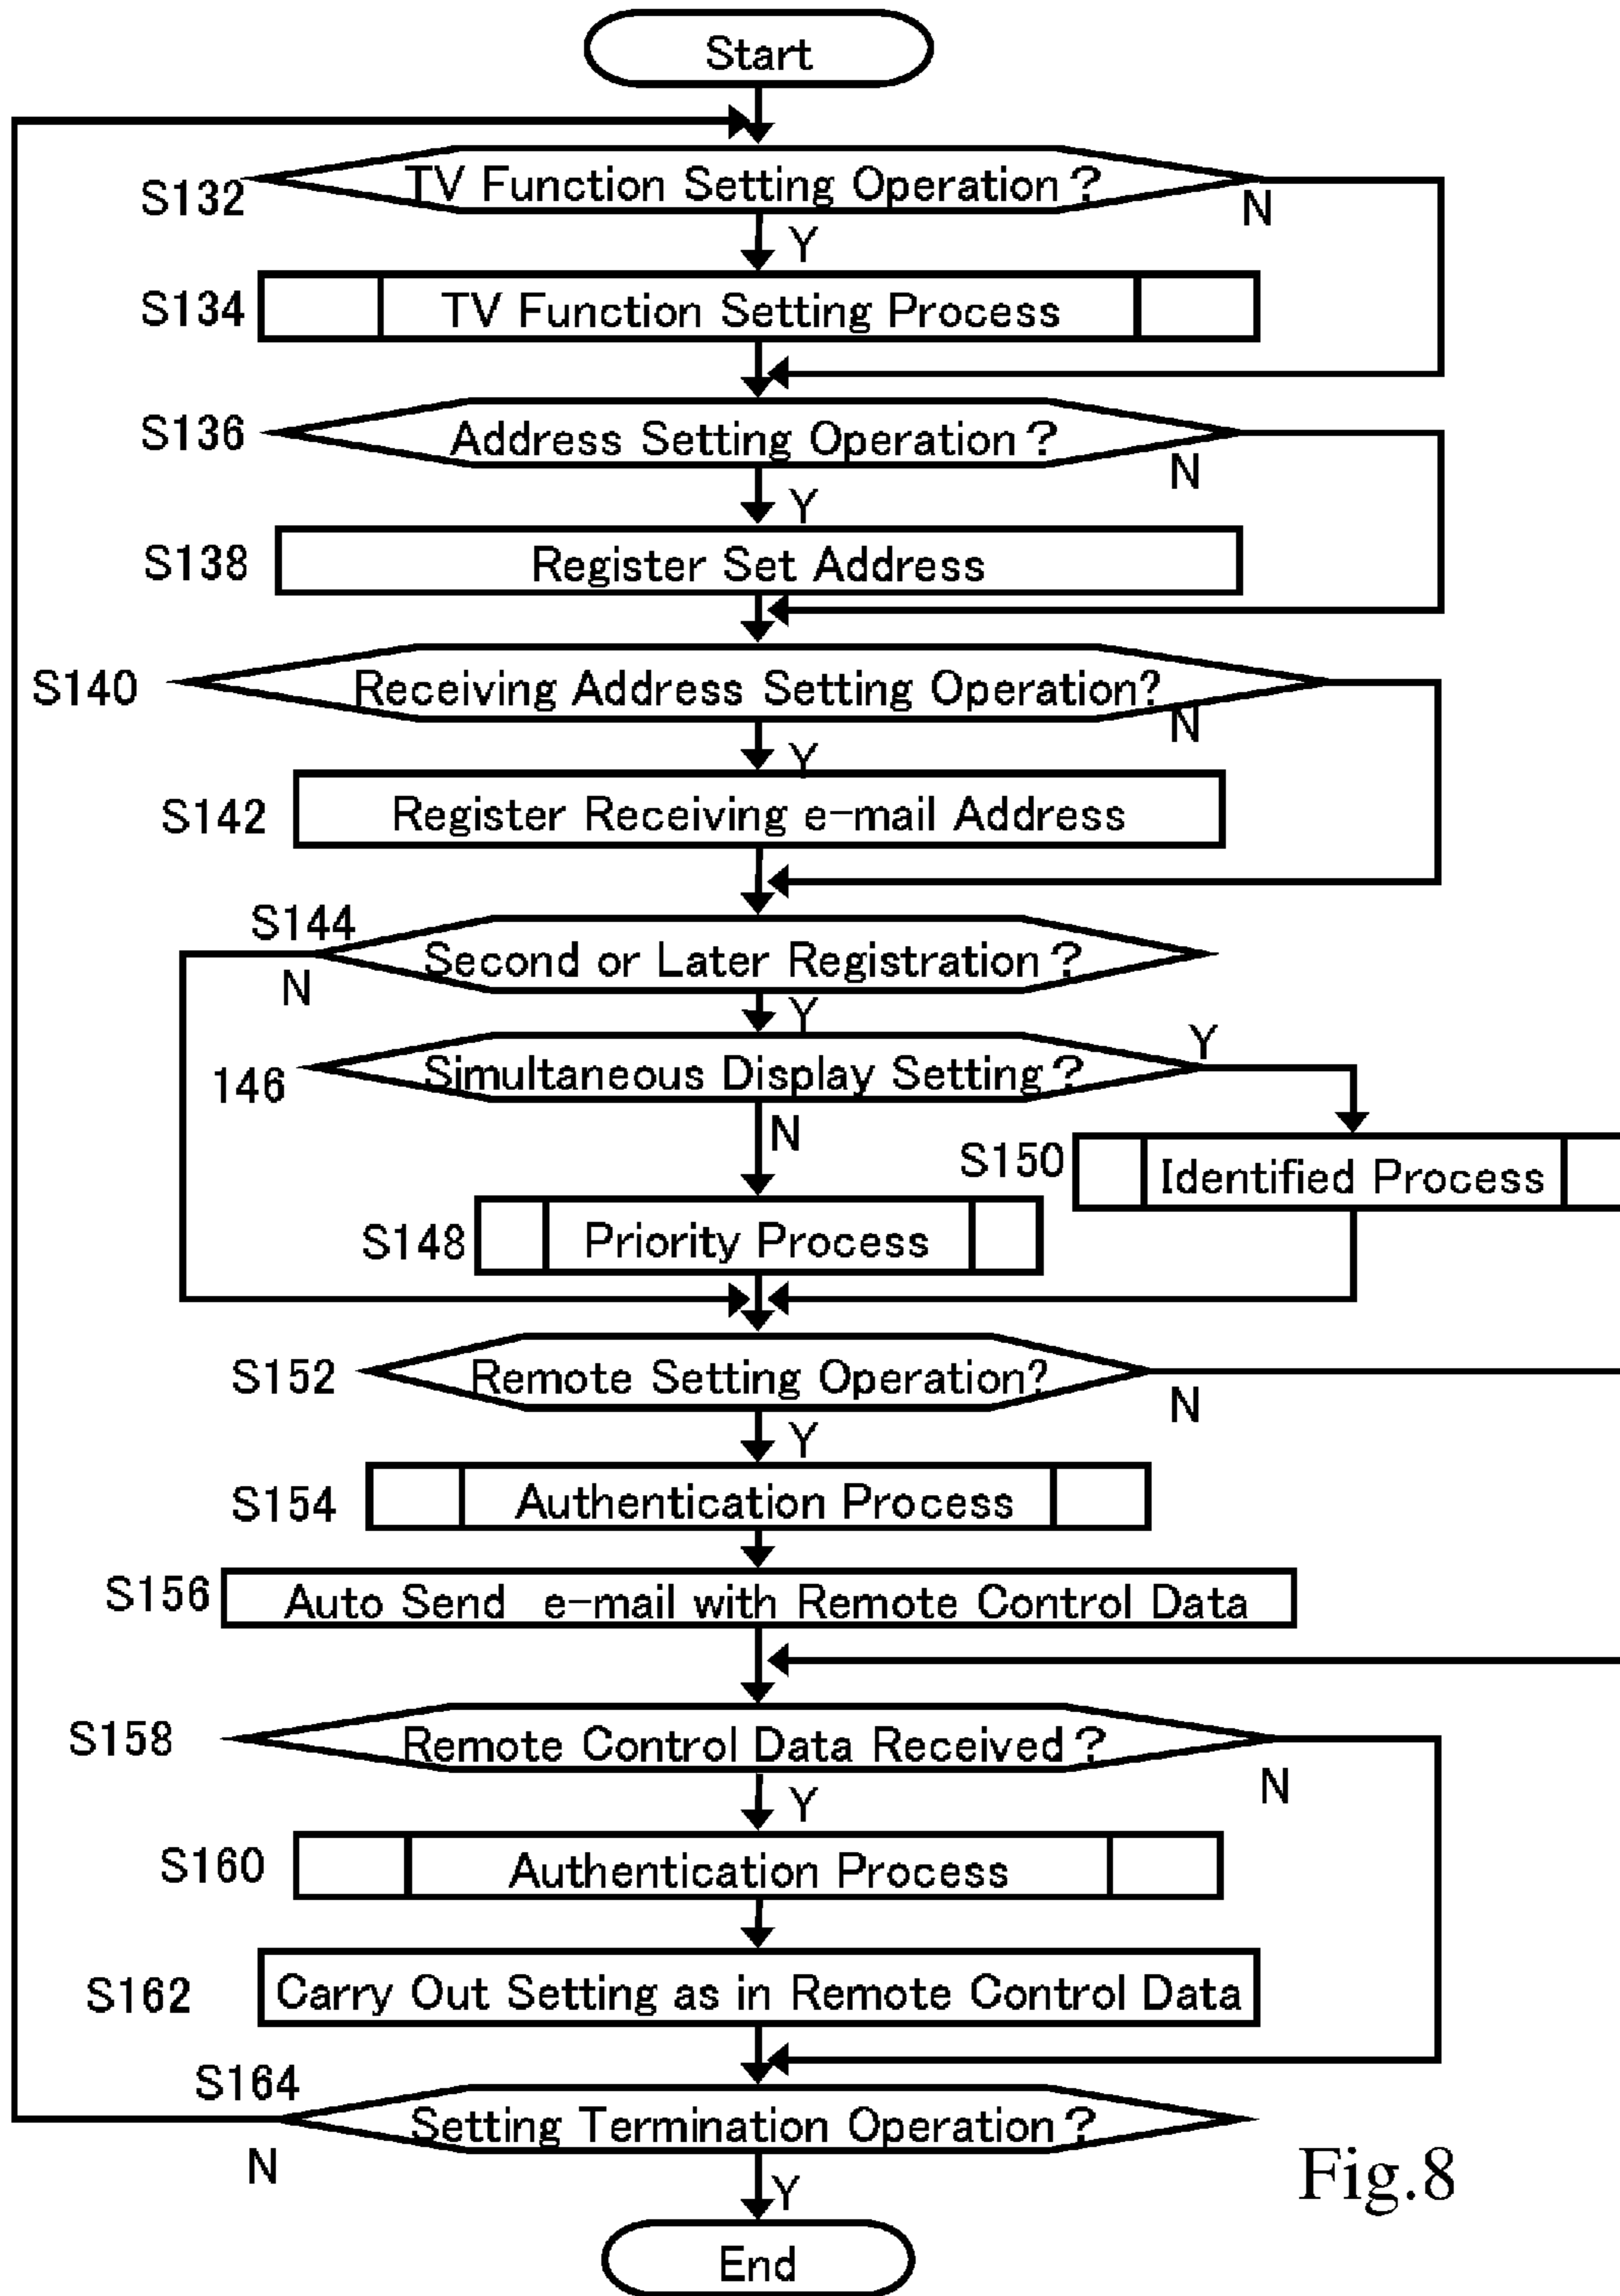 Start
S132
TV Function Setting Operation?
N
Y
S134
TV Function Setting Process
S136
Address Setting Operation?
N
Y
S138
Register Set Address
S140
Receiving Address Setting Operation?
N
Y
S142
Register Receiving e-mail Address
S144
Second or Later Registration?
N
Y
146
Simultaneous Display Setting?
Y
N
S150
Identified Process
S148
Priority Process
S152
Remote Setting Operation?
N
Y
S154
Authentication Process
S156
Auto Send e-mail with Remote Control Data
S158
Remote Control Data Received?
N
Y
S160
Authentication Process
S162
Carry Out Setting as in Remote Control Data
S164
Setting Termination Operation?
N
Y
End
Fig.8